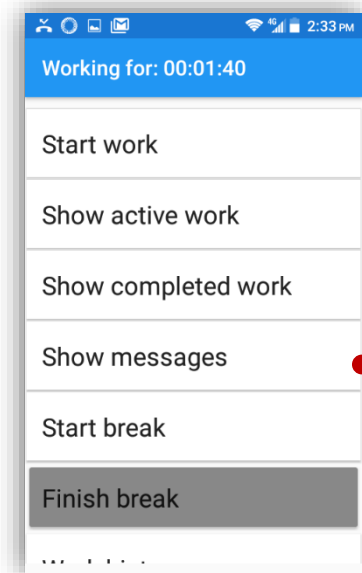 4G 2:33 PM
Working for: 00:01:40
Start work
Show active work
Show completed work
Show messages
Start break
Finish break